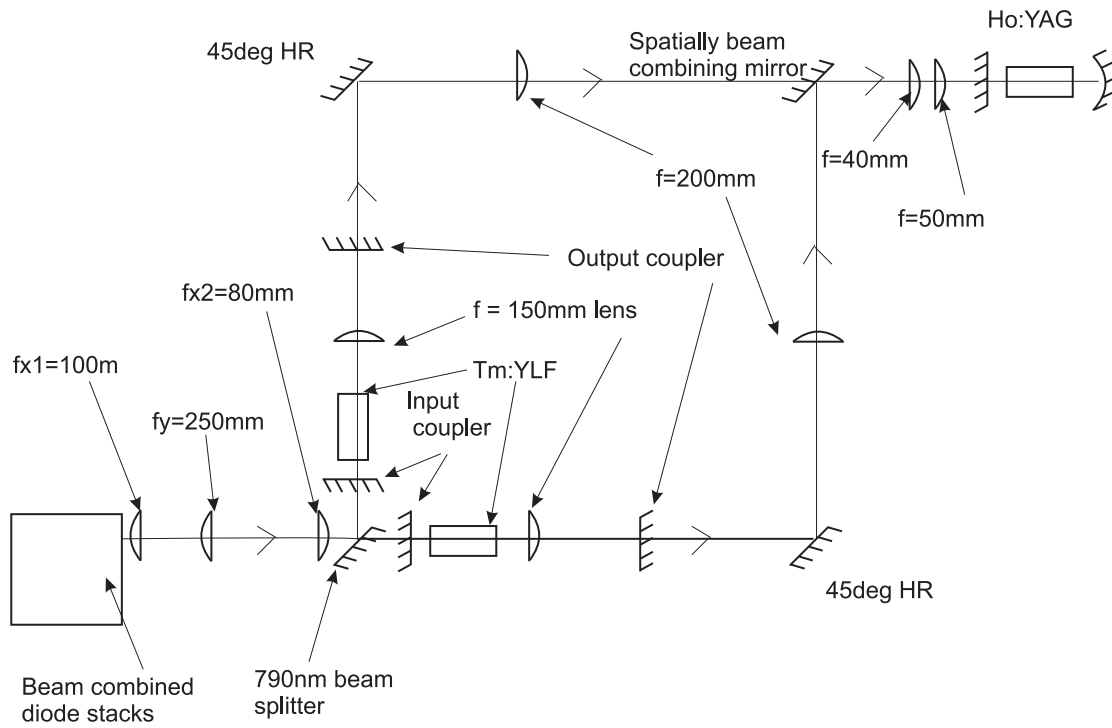 Ho:YAG
45deg HR
Spatially beam
combining mirror
f=40mm
f=200mm
f=50mm
Output coupler
fx2=80mm
f = 150mm lens
fx1=100m
Tm:YLF
Input
coupler
fy=250mm
45deg HR
Beam combined
diode stacks
790nm beam
splitter